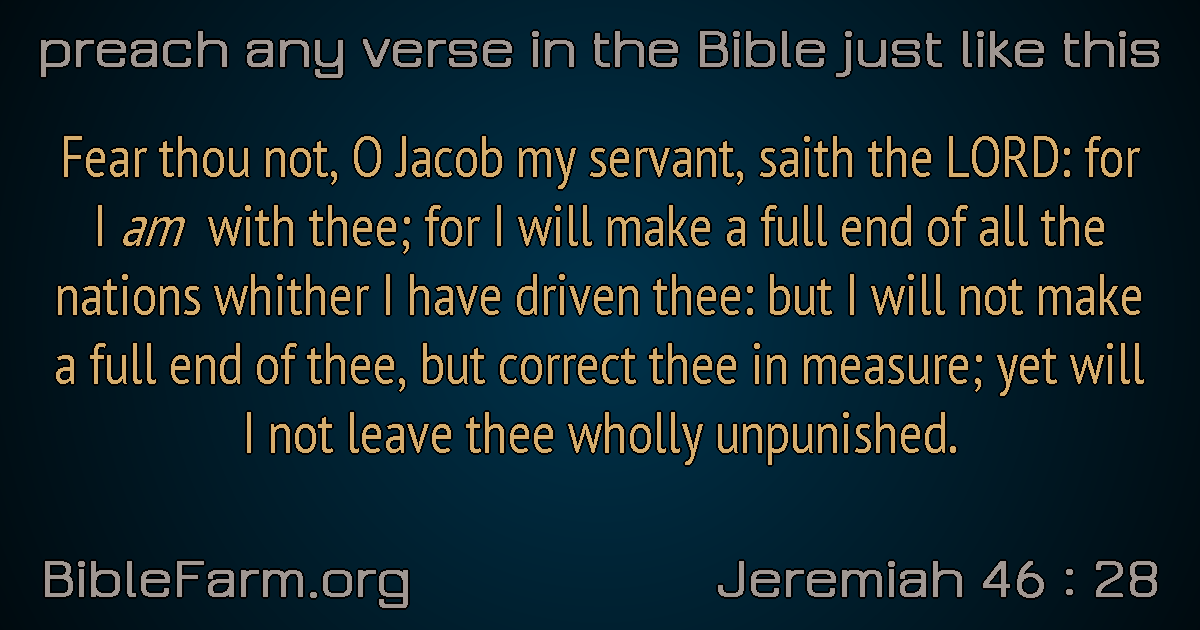 preach any verse in the Bible just like this
Fear thou not, O Jacob my servant, saith the LORD: for
I am with thee; for I will make a full end of all the
nations whither I have driven thee: but I will not make
a full end of thee, but correct thee in measure; yet will
I not leave thee wholly unpunished.
BibleFarm.org
Jeremiah 46 : 28